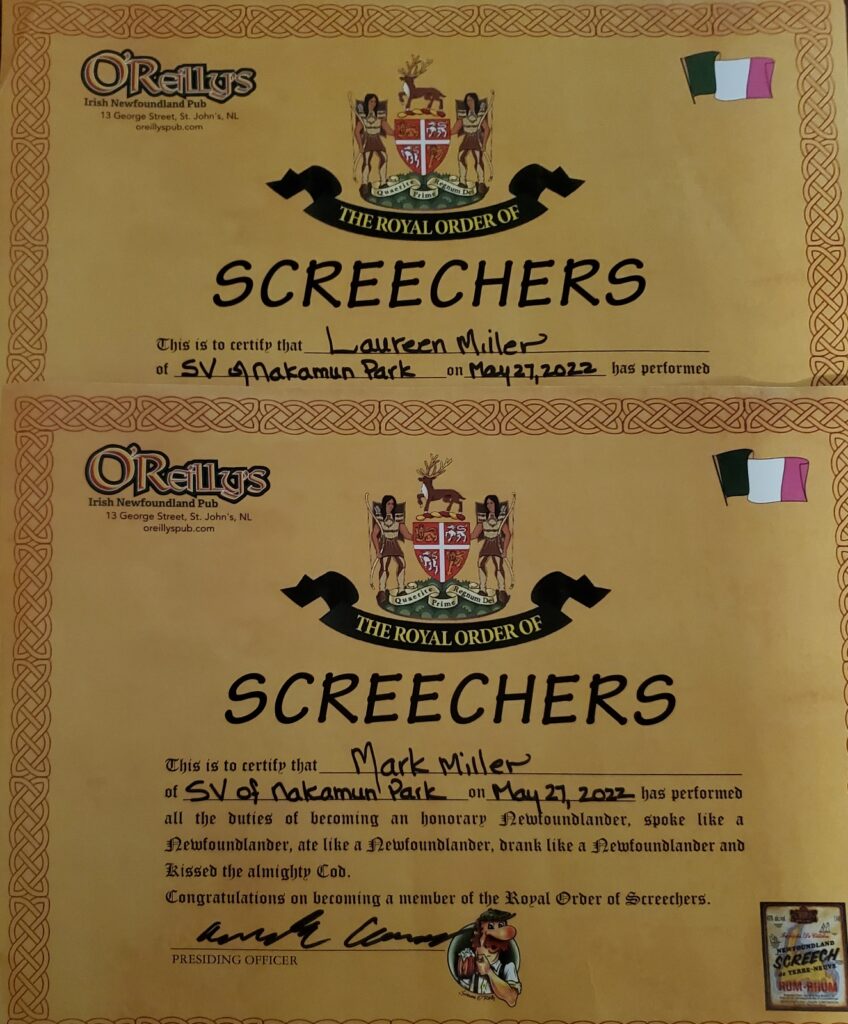 O'Reilly's
Irish Newfoundland Pub
13 George Street, St. John's, NL
oreillyspub.com
Quaerite Prime Regnum Dei
THE ROYAL ORDER OF
SCREECHERS
This is to certify that Laureen Miller
of SV of Nakamun Park on May 27, 2022 has performed
O'Reilly's
Irish Newfoundland Pub
13 George Street, St. John's, NL
oreillyspub.com
Quaerite Prime Regnum Dei
THE ROYAL ORDER OF
SCREECHERS
This is to certify that Mark Miller
of SV of Nakamun Park on May 27, 2022 has performed
all the duties of becoming an honorary Newfoundlander, spoke like a
Newfoundlander, ate like a Newfoundlander, drank like a Newfoundlander and
Kissed the almighty Cod.
Congratulations on becoming a member of the Royal Order of Screechers.
PRESIDING OFFICER
NEWFOUNDLAND
SCREECH
de TERRE-NEUVE
RUM-RHUM